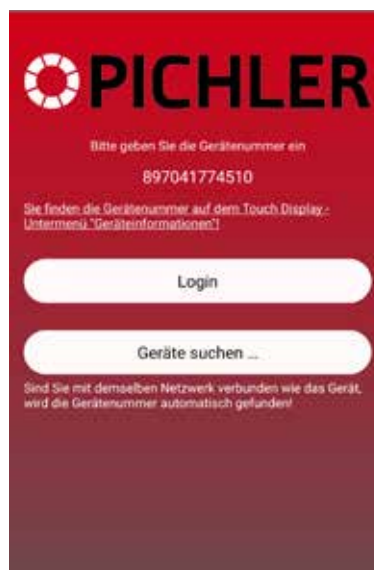 PICHLER
Bitte geben Sie die Gerätenummer ein
897041774510
Sie finden die Gerätenummer auf dem Touch Display -
Untermenü "Geräteinformationen"!
Login
Geräte suchen ...
Sind Sie mit demselben Netzwerk verbunden wie das Gerät,
wird die Gerätenummer automatisch gefunden!